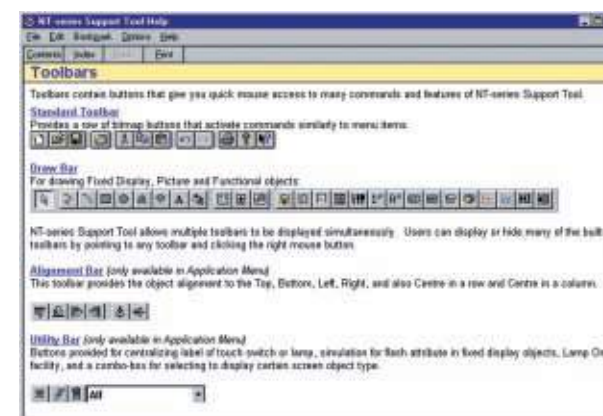 NT-series Support Tool Help
File Edit Bookmark Options Help
Contents Index Print
Toolbars
Toolbars contain buttons that give you quick mouse access to many commands and features of NT-series Support Tool.
Standard Toolbar
Provides a row of bitmap buttons that activate commands similarly to menu items.
Draw Bar
For drawing Fixed Display, Picture and Functional objects:
NT-series Support Tool allows multiple toolbars to be displayed simultaneously. Users can display or hide many of the built
toolbars by pointing to any toolbar and clicking the right mouse button.
Alignment Bar (only available in Application Menu)
This toolbar provides the object alignment to the Top, Bottom, Left, Right, and also Centre in a row and Centre in a column.
Utility Bar (only available in Application Menu)
Buttons provided for centralizing label of touch switch or lamp, simulation for flash attribute in fixed display objects, Lamp On
facility, and a combo-box for selecting to display certain screen object type.
All